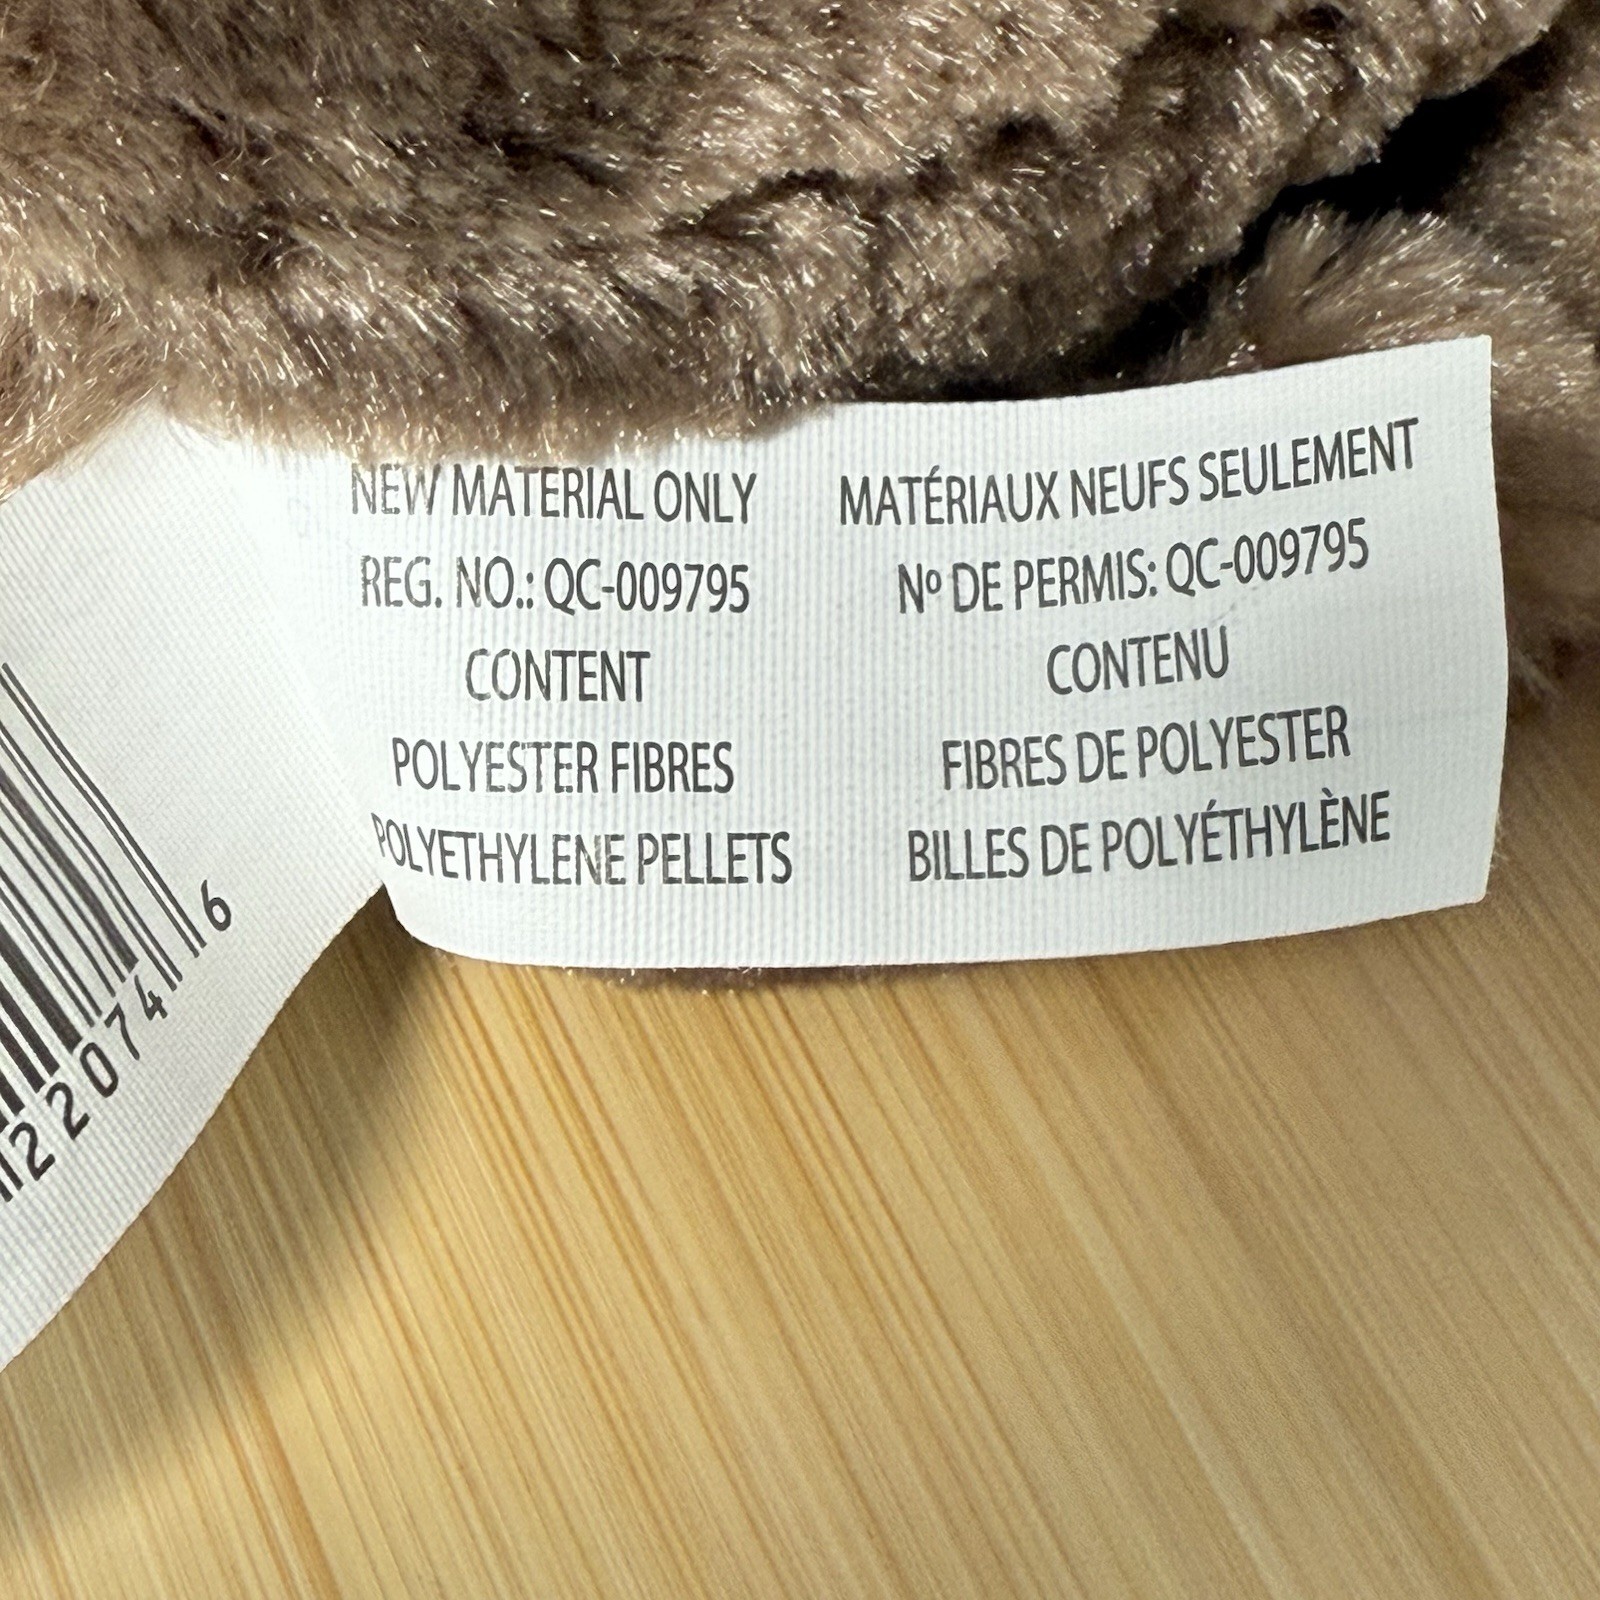 NEW MATERIAL ONLY
REG. NO.: QC-009795
CONTENT
POLYESTER FIBRES
POLYETHYLENE PELLETS
MATÉRIAUX NEUFS SEULEMENT
Nº DE PERMIS: QC-009795
CONTENU
FIBRES DE POLYESTER
BILLES DE POLYÉTHYLÈNE
22074 6